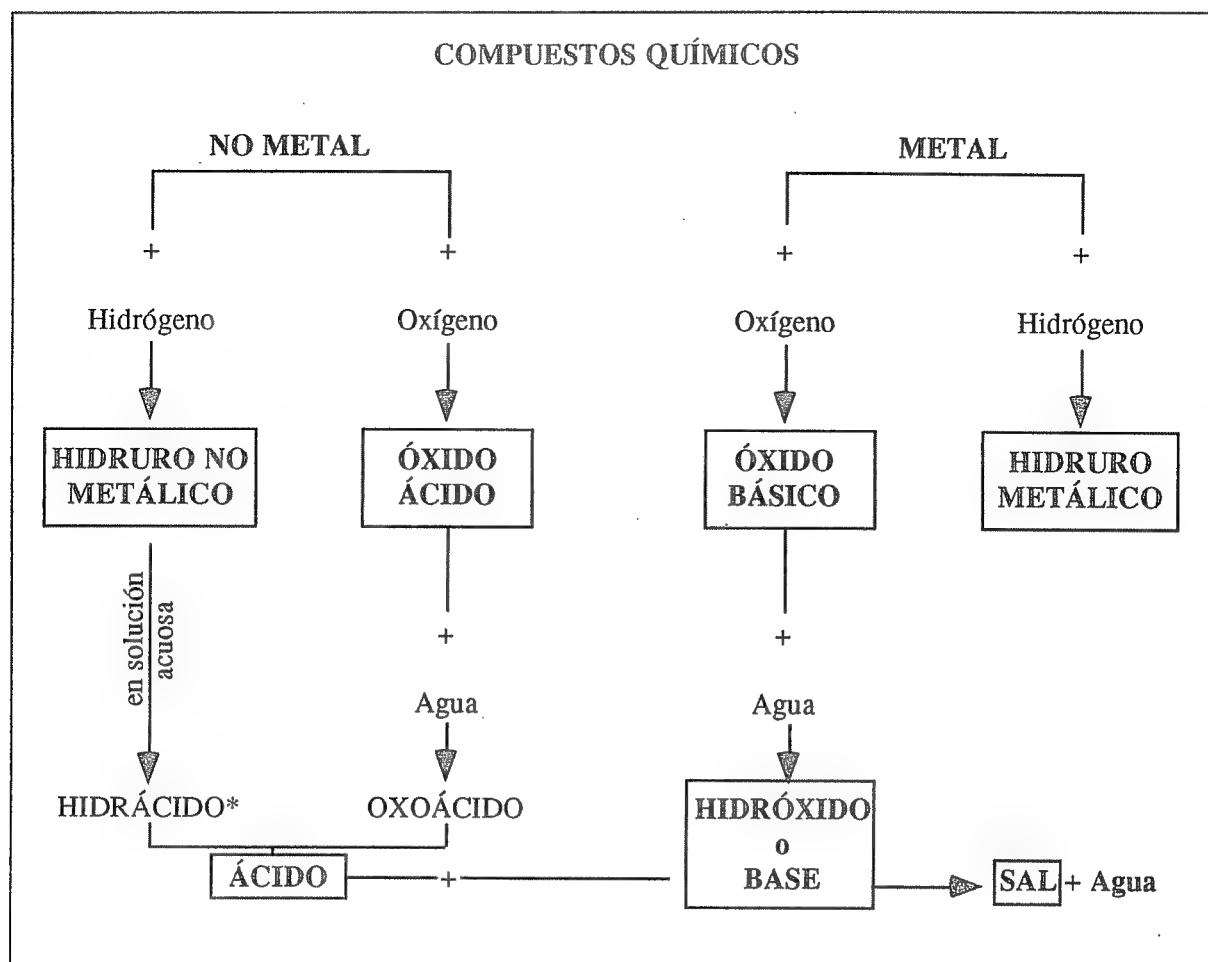 COMPUESTOS QUÍMICOS
NO METAL
METAL
+
+
+
+
Hidrógeno
Oxígeno
Oxígeno
Hidrógeno
HIDRURO NO
METÁLICO
ÓXIDO
ÁCIDO
ÓXIDO
BÁSICO
HIDRURO
METÁLICO
en solución
acuosa
+
+
Agua
Agua
HIDRÁCIDO*
OXOÁCIDO
HIDRÓXIDO
o
BASE
ÁCIDO
+
SAL + Agua